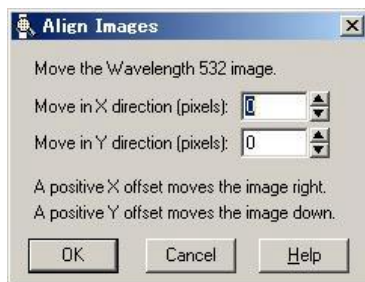 Align Images
Move the Wavelength 532 image.
Move in X direction (pixels): 0
Move in Y direction (pixels): 0
A positive X offset moves the image right.
A positive Y offset moves the image down.
OK Cancel Help